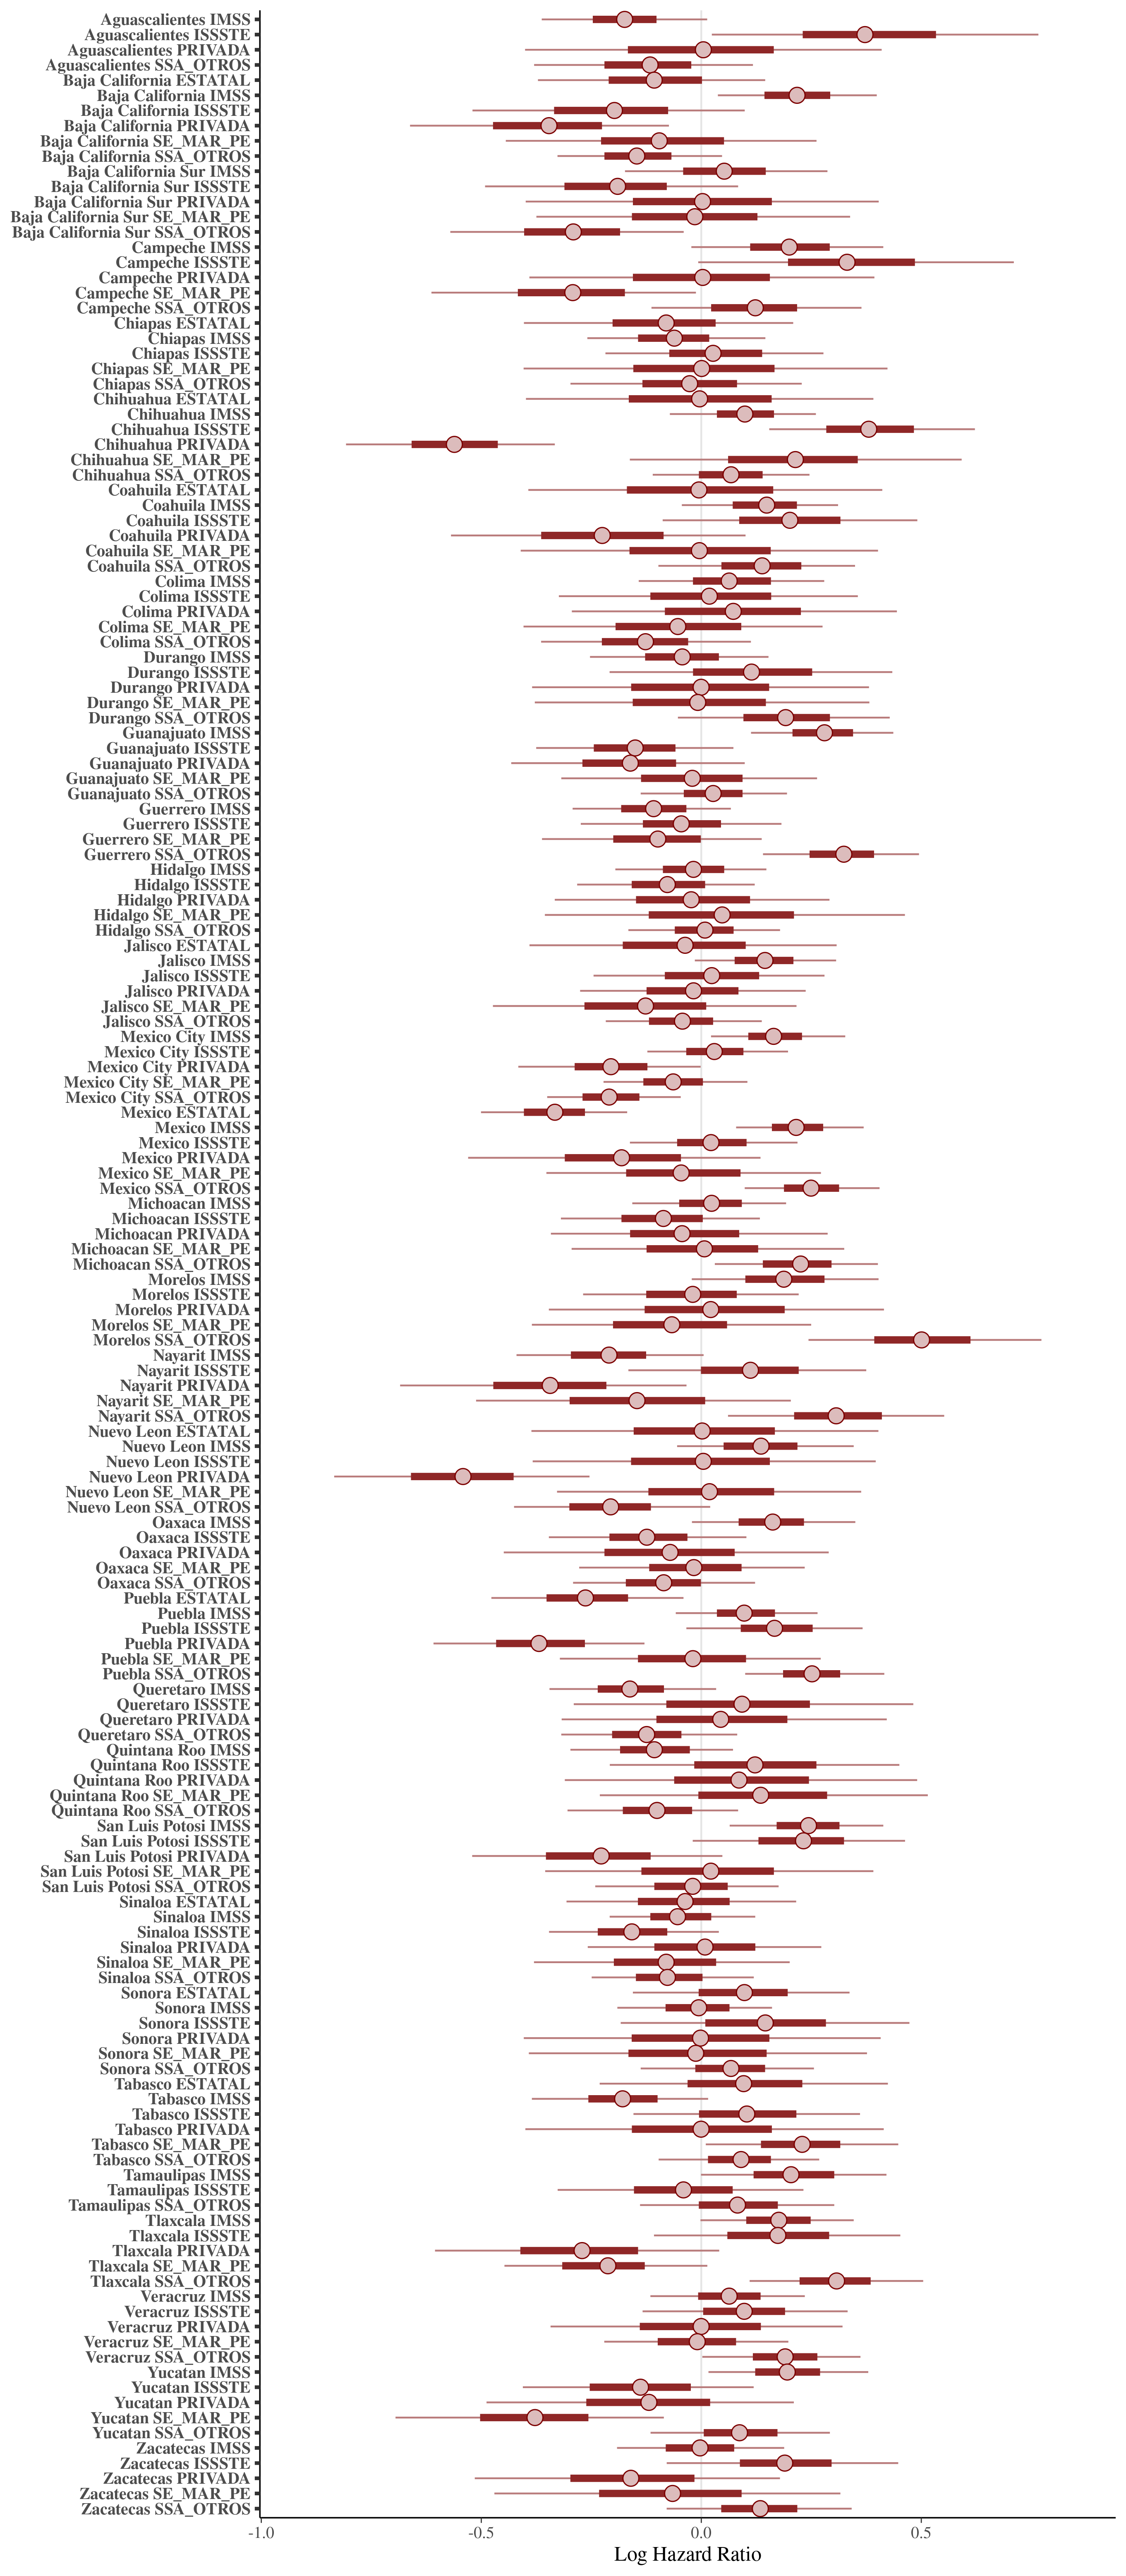 Aguascalientes IMSS
Aguascalientes ISSSTE
Aguascalientes PRIVADA
Aguascalientes SSA_OTROS
Baja California ESTATAL
Baja California IMSS
Baja California ISSSTE
Baja California PRIVADA
Baja California SE_MAR_PE
Baja California SSA_OTROS
Baja California Sur IMSS
Baja California Sur ISSSTE
Baja California Sur PRIVADA
Baja California Sur SE_MAR_PE
Baja California Sur SSA_OTROS
Campeche IMSS
Campeche ISSSTE
Campeche PRIVADA
Campeche SE_MAR_PE
Campeche SSA_OTROS
Chiapas ESTATAL
Chiapas IMSS
Chiapas ISSSTE
Chiapas SE_MAR_PE
Chiapas SSA_OTROS
Chihuahua ESTATAL
Chihuahua IMSS
Chihuahua ISSSTE
Chihuahua PRIVADA
Chihuahua SE_MAR_PE
Chihuahua SSA_OTROS
Coahuila ESTATAL
Coahuila IMSS
Coahuila ISSSTE
Coahuila PRIVADA
Coahuila SE_MAR_PE
Coahuila SSA_OTROS
Colima IMSS
Colima ISSSTE
Colima PRIVADA
Colima SE_MAR_PE
Colima SSA_OTROS
Durango IMSS
Durango ISSSTE
Durango PRIVADA
Durango SE_MAR_PE
Durango SSA_OTROS
Guanajuato IMSS
Guanajuato ISSSTE
Guanajuato PRIVADA
Guanajuato SE_MAR_PE
Guanajuato SSA_OTROS
Guerrero IMSS
Guerrero ISSSTE
Guerrero SE_MAR_PE
Guerrero SSA_OTROS
Hidalgo IMSS
Hidalgo ISSSTE
Hidalgo PRIVADA
Hidalgo SE_MAR_PE
Hidalgo SSA_OTROS
Jalisco ESTATAL
Jalisco IMSS
Jalisco ISSSTE
Jalisco PRIVADA
Jalisco SE_MAR_PE
Jalisco SSA_OTROS
Mexico City IMSS
Mexico City ISSSTE
Mexico City PRIVADA
Mexico City SE_MAR_PE
Mexico City SSA_OTROS
Mexico ESTATAL
Mexico IMSS
Mexico ISSSTE
Mexico PRIVADA
Mexico SE_MAR_PE
Mexico SSA_OTROS
Michoacan IMSS
Michoacan ISSSTE
Michoacan PRIVADA
Michoacan SE_MAR_PE
Michoacan SSA_OTROS
Morelos IMSS
Morelos ISSSTE
Morelos PRIVADA
Morelos SE_MAR_PE
Morelos SSA_OTROS
Nayarit IMSS
Nayarit ISSSTE
Nayarit PRIVADA
Nayarit SE_MAR_PE
Nayarit SSA_OTROS
Nuevo Leon ESTATAL
Nuevo Leon IMSS
Nuevo Leon ISSSTE
Nuevo Leon PRIVADA
Nuevo Leon SE_MAR_PE
Nuevo Leon SSA_OTROS
Oaxaca IMSS
Oaxaca ISSSTE
Oaxaca PRIVADA
Oaxaca SE_MAR_PE
Oaxaca SSA_OTROS
Puebla ESTATAL
Puebla IMSS
Puebla ISSSTE
Puebla PRIVADA
Puebla SE_MAR_PE
Puebla SSA_OTROS
Queretaro IMSS
Queretaro ISSSTE
Queretaro PRIVADA
Queretaro SSA_OTROS
Quintana Roo IMSS
Quintana Roo ISSSTE
Quintana Roo PRIVADA
Quintana Roo SE_MAR_PE
Quintana Roo SSA_OTROS
San Luis Potosi IMSS
San Luis Potosi ISSSTE
San Luis Potosi PRIVADA
San Luis Potosi SE_MAR_PE
San Luis Potosi SSA_OTROS
Sinaloa ESTATAL
Sinaloa IMSS
Sinaloa ISSSTE
Sinaloa PRIVADA
Sinaloa SE_MAR_PE
Sinaloa SSA_OTROS
Sonora ESTATAL
Sonora IMSS
Sonora ISSSTE
Sonora PRIVADA
Sonora SE_MAR_PE
Sonora SSA_OTROS
Tabasco ESTATAL
Tabasco IMSS
Tabasco ISSSTE
Tabasco PRIVADA
Tabasco SE_MAR_PE
Tabasco SSA_OTROS
Tamaulipas IMSS
Tamaulipas ISSSTE
Tamaulipas SSA_OTROS
Tlaxcala IMSS
Tlaxcala ISSSTE
Tlaxcala PRIVADA
Tlaxcala SE_MAR_PE
Tlaxcala SSA_OTROS
Veracruz IMSS
Veracruz ISSSTE
Veracruz PRIVADA
Veracruz SE_MAR_PE
Veracruz SSA_OTROS
Yucatan IMSS
Yucatan ISSSTE
Yucatan PRIVADA
Yucatan SE_MAR_PE
Yucatan SSA_OTROS
Zacatecas IMSS
Zacatecas ISSSTE
Zacatecas PRIVADA
Zacatecas SE_MAR_PE
Zacatecas SSA_OTROS
-1.0 -0.5 0.0 0.5
Log Hazard Ratio